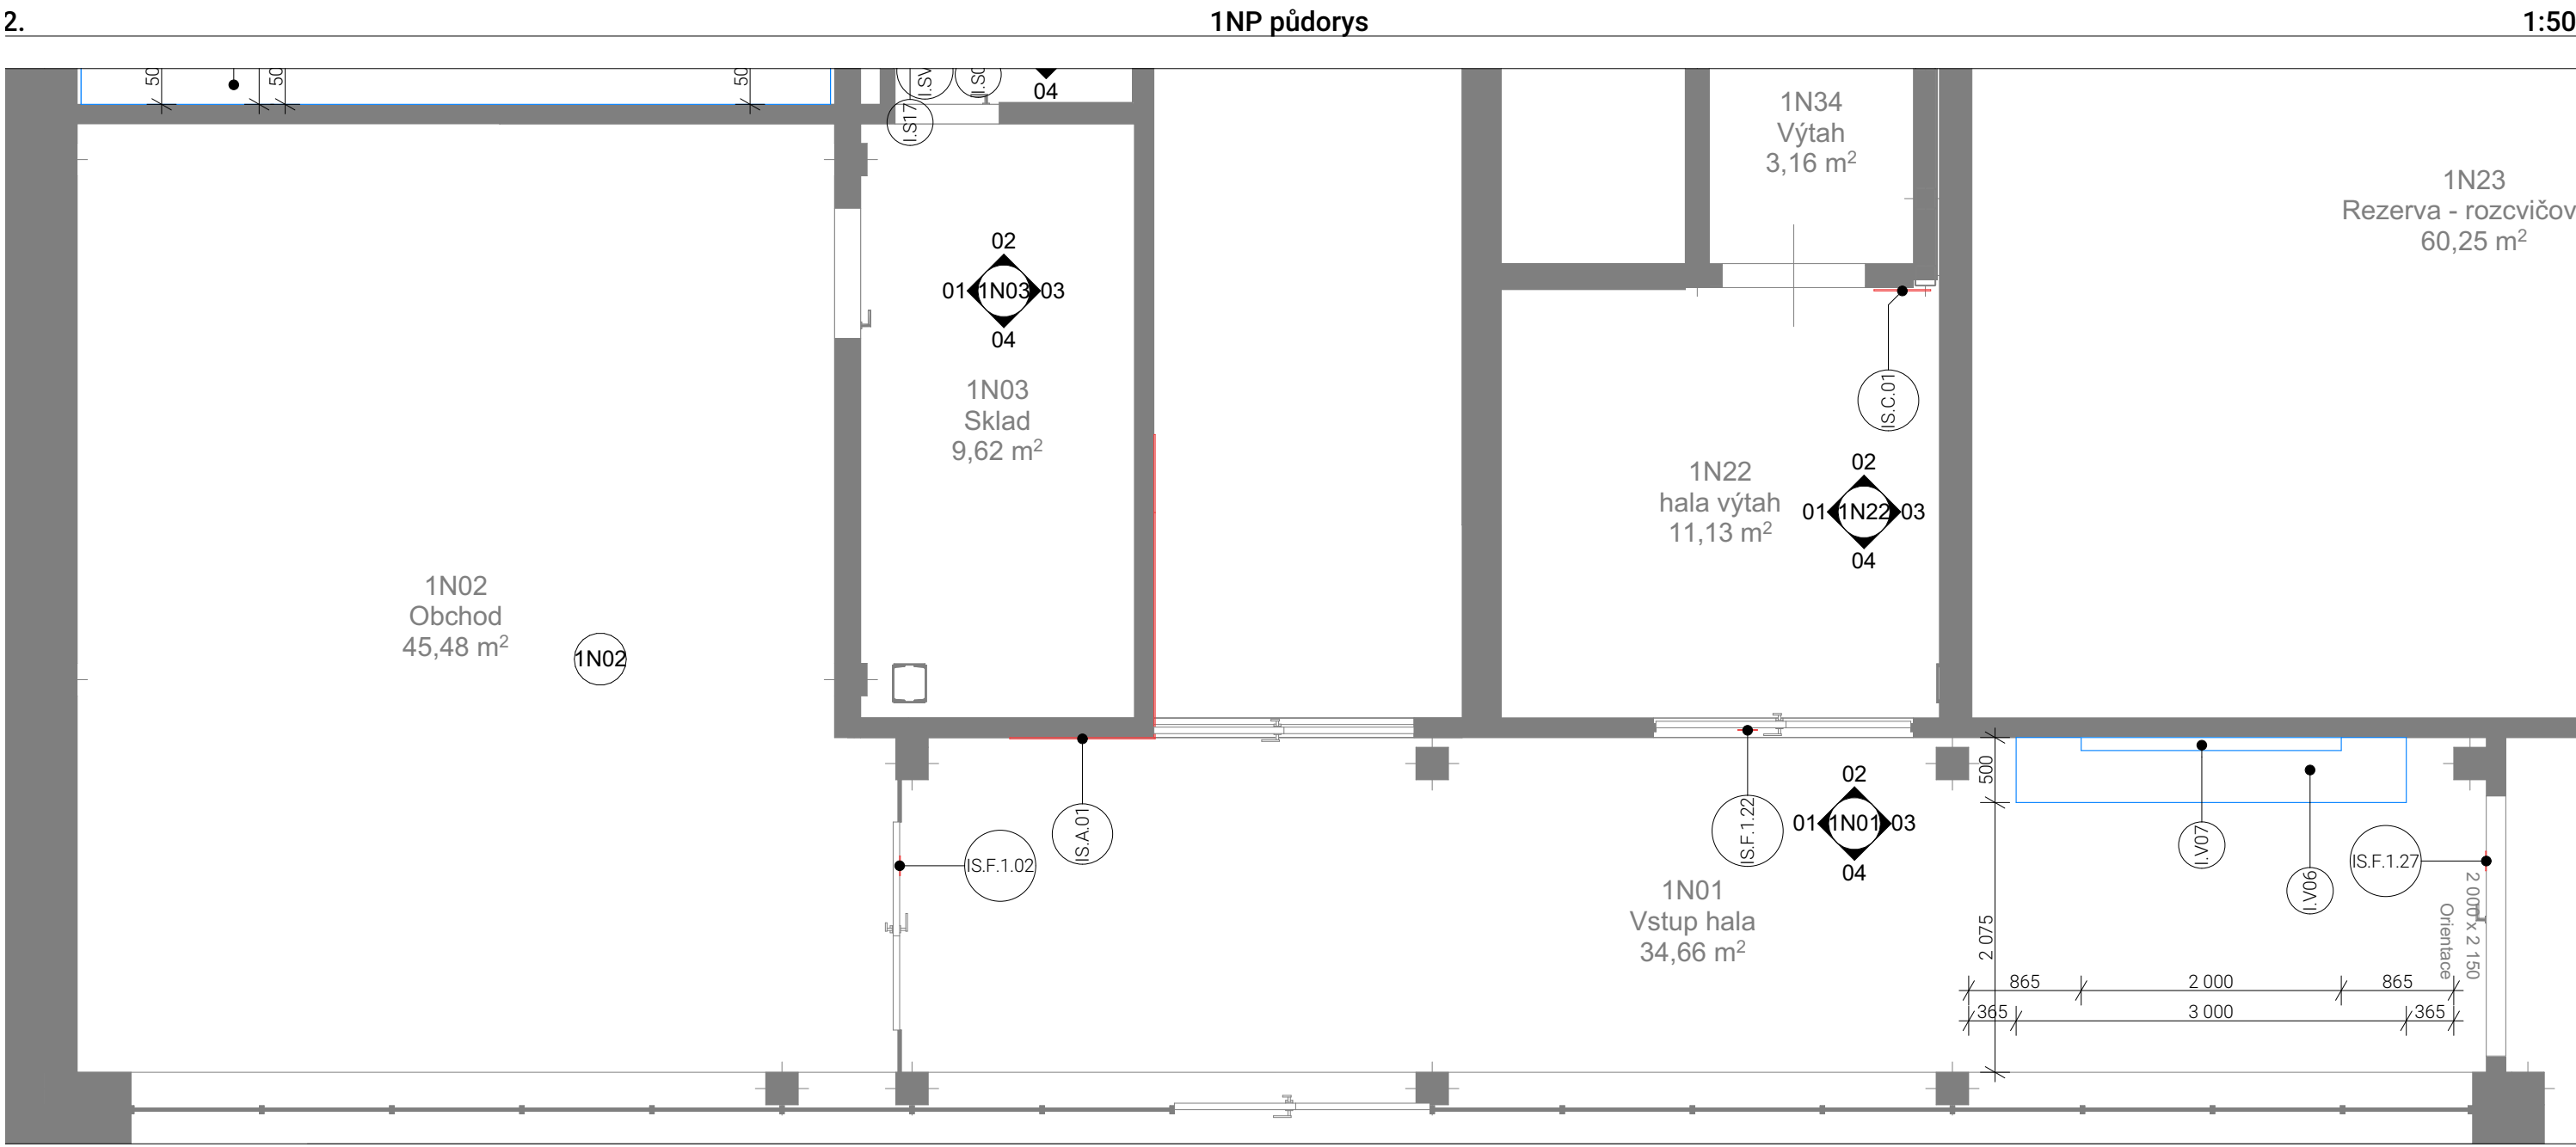 2.
1NP půdorys
1:50
50
50
50
I.S17
04
1N34
Výtah
3,16 m²
1N23
Rezerva - rozcvičov
60,25 m²
02
01 1N03 03
04
1N03
Sklad
9,62 m²
IS.C.01
1N22
hala výtah
11,13 m²
02
01 1N22 03
04
1N02
Obchod
45,48 m²
1N02
IS.F.1.02
IS.A.01
IS.F.1.22
02
01 1N01 03
04
1N01
Vstup hala
34,66 m²
500
2 075
I.V07
I.V06
IS.F.1.27
2 000 x 2 150
Orientace
865
2 000
865
365
3 000
365